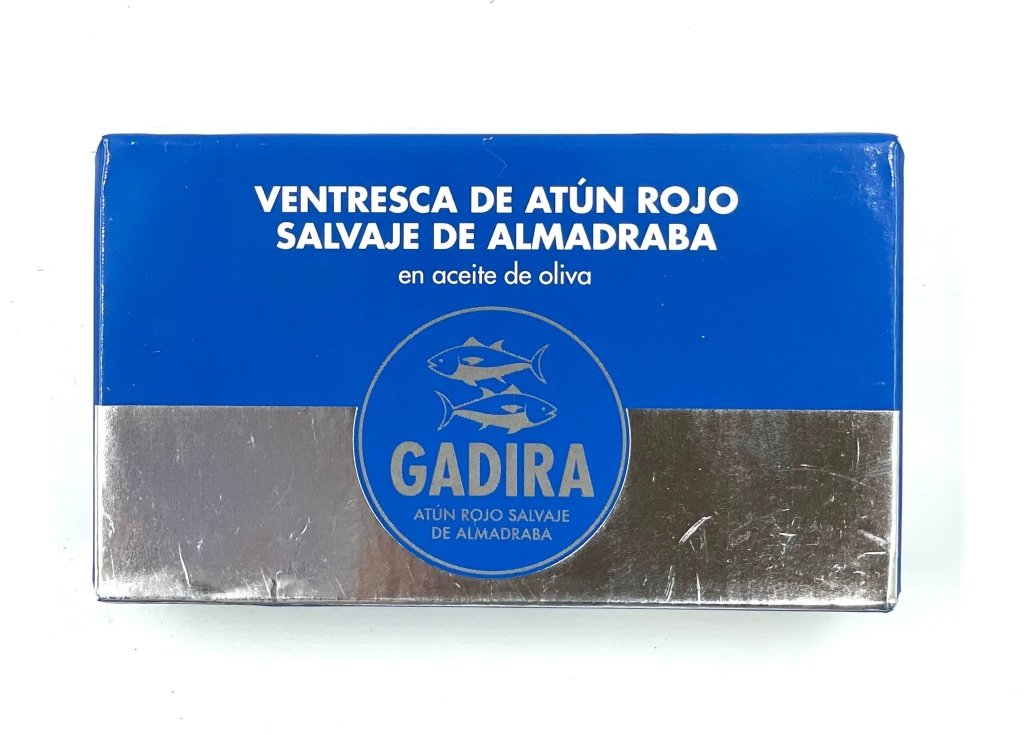 VENTRESCA DE ATÚN ROJO
SALVAJE DE ALMADRABA
en aceite de oliva
GADIRA
ATÚN ROJO SALVAJE
DE ALMADRABA